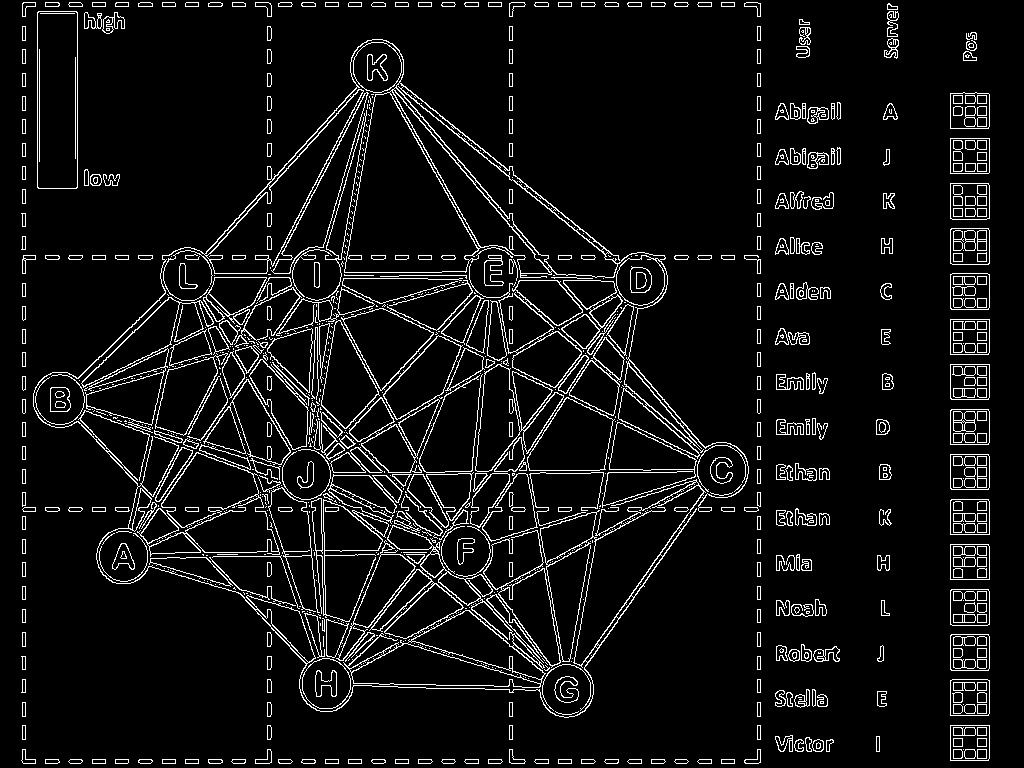 high
low
K
L I E D
B
J C
A F
H G
User Server Pos
Abigail A
Abigail J
Alfred K
Alice H
Aiden C
Ava E
Emily B
Emily D
Ethan B
Ethan K
Mia H
Noah L
Robert J
Stella E
Victor I